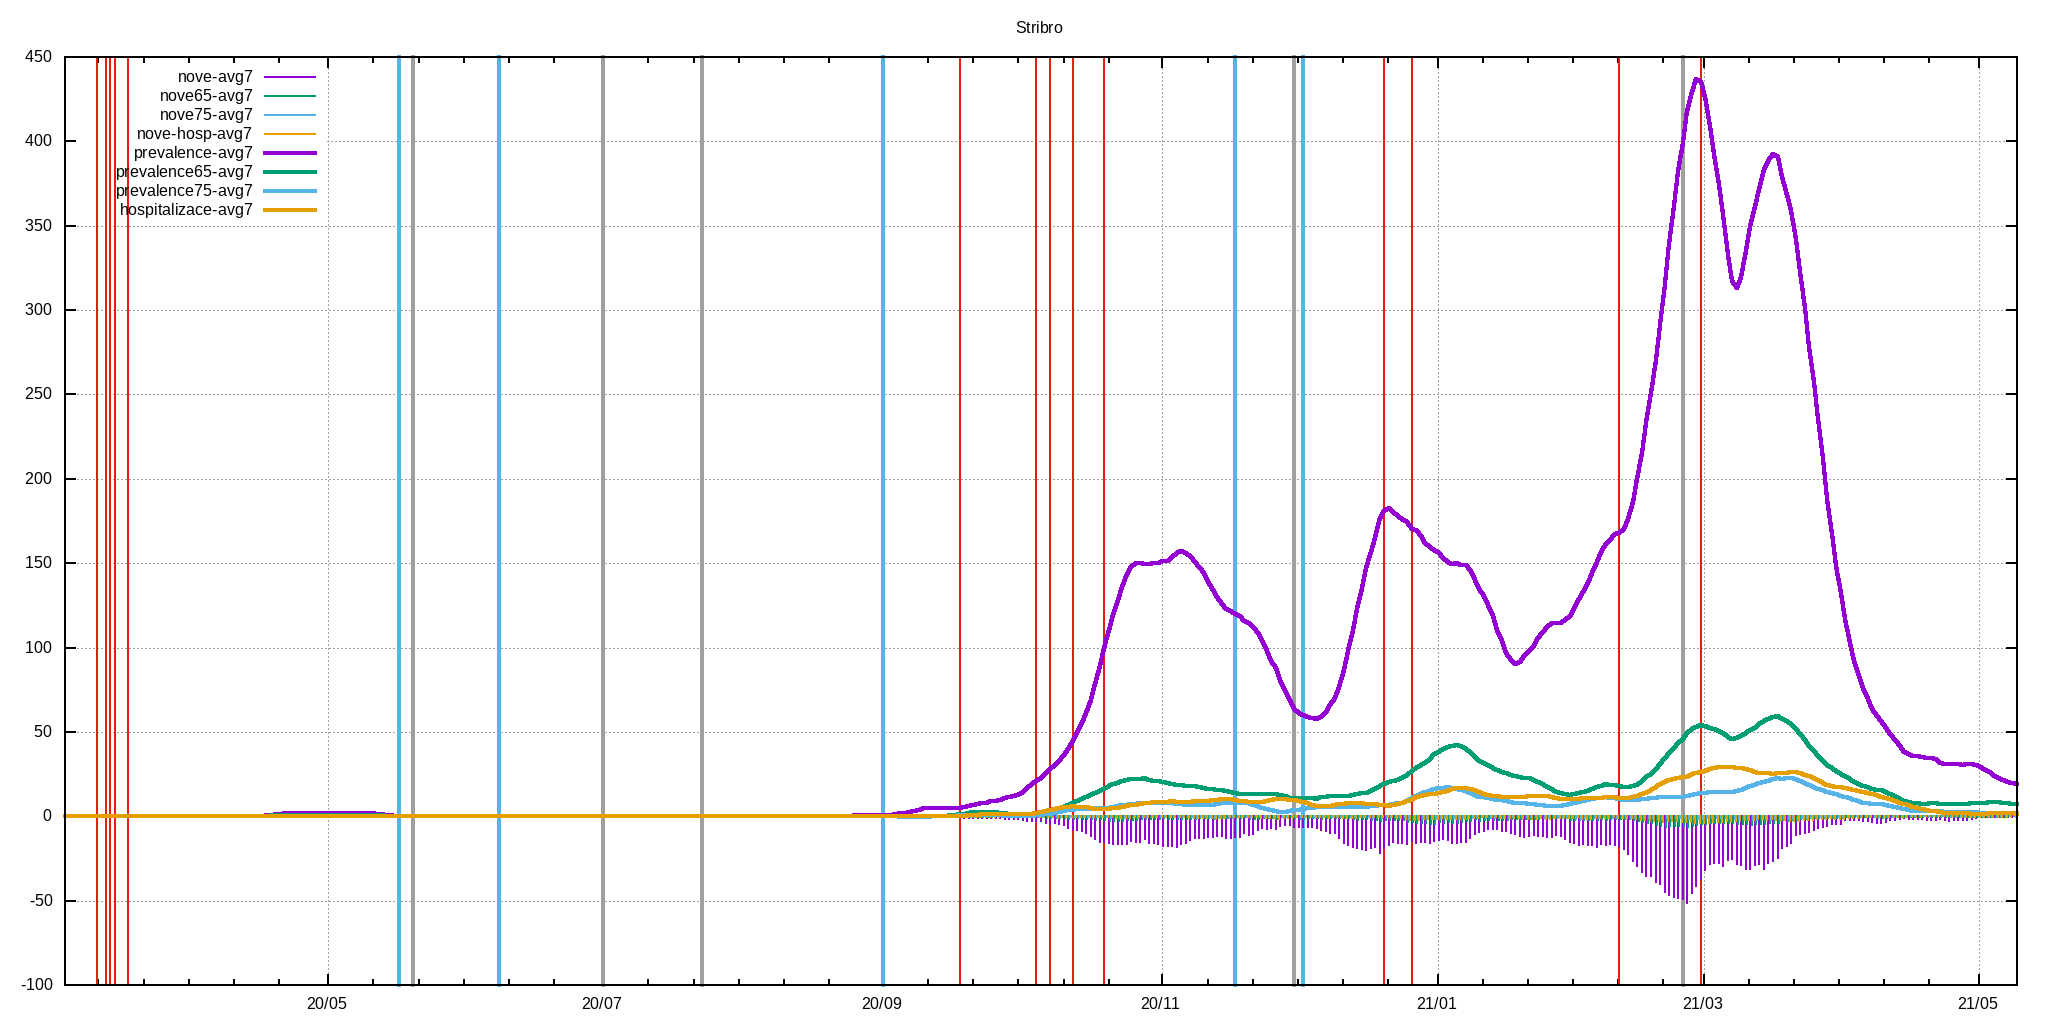 Stribro
450
400
350
300
250
200
150
100
50
0
-50
-100
nove-avg7
nove65-avg7
nove75-avg7
nove-hosp-avg7
prevalence-avg7
prevalence65-avg7
prevalence75-avg7
hospitalizace-avg7
20/05 20/07 20/09 20/11 21/01 21/03 21/05